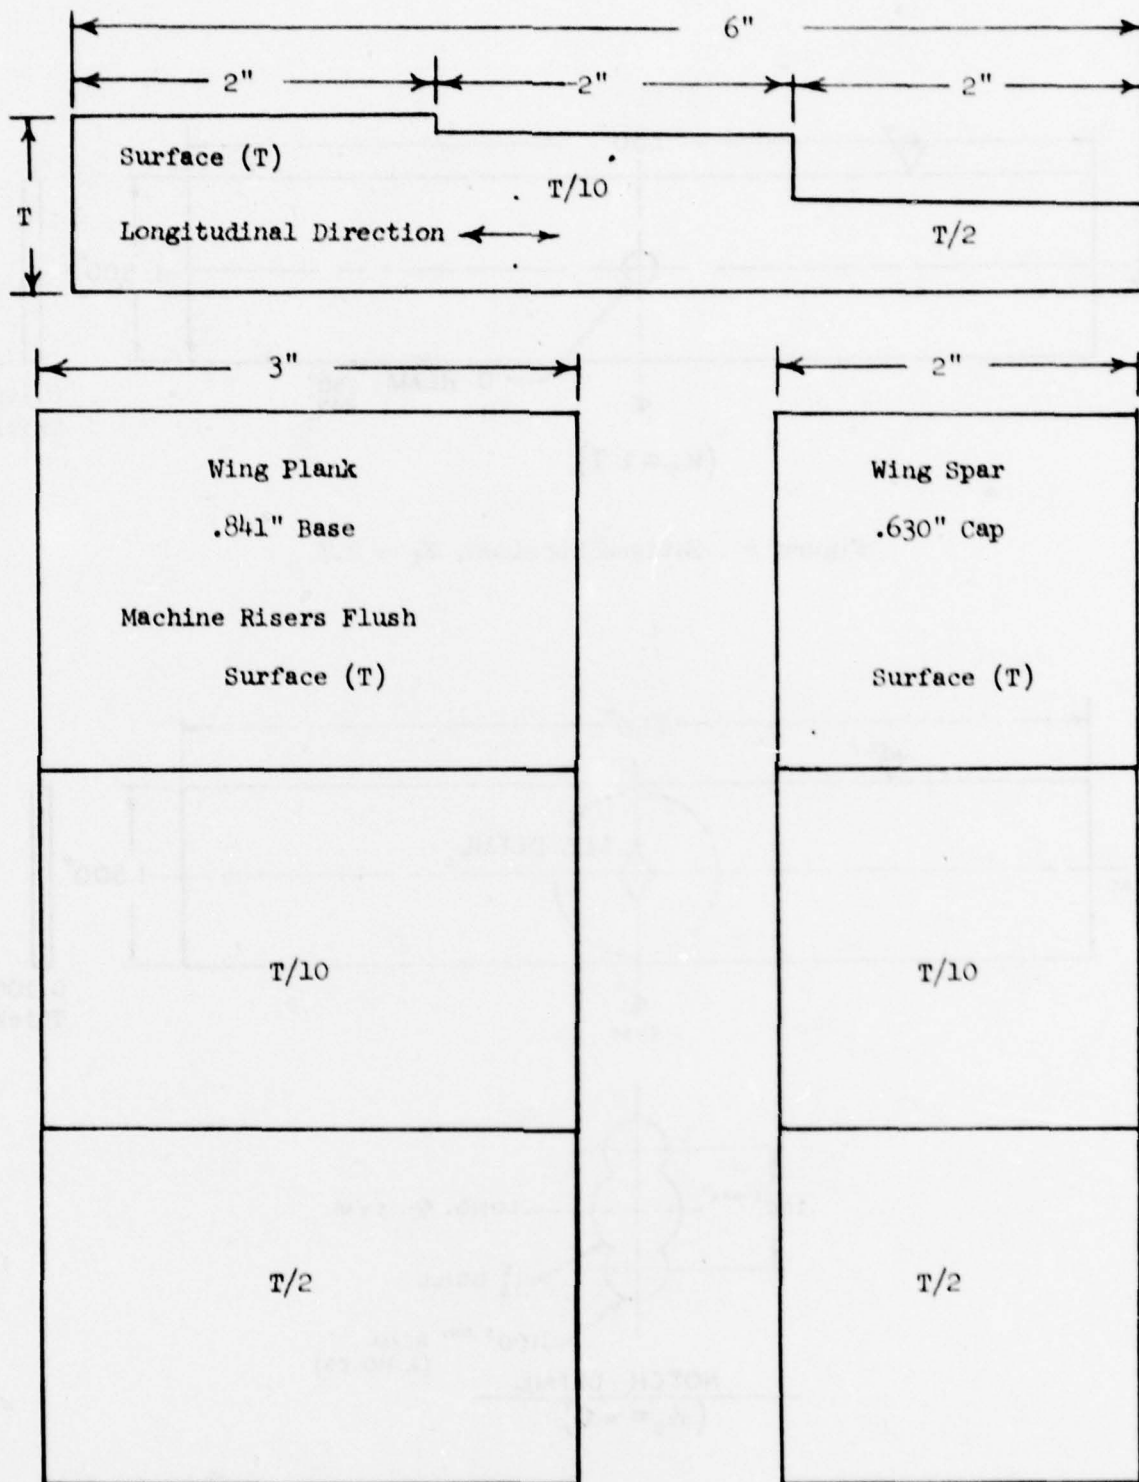 6"
2" 2" 2"
Surface (T)
T/10
T
Longitudinal Direction
T/2
3" 2"
Wing Plank
.841" Base
Machine Risers Flush
Surface (T)
Wing Spar
.630" Cap
Surface (T)
T/10 T/10
T/2 T/2